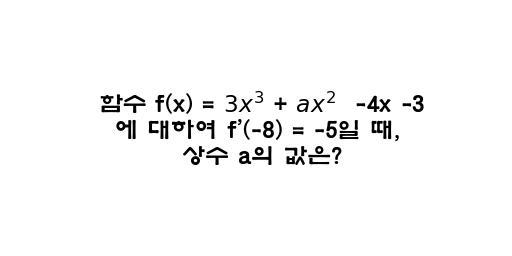 함수 f(x) = 3x³ + ax² -4x -3
에 대하여 f'(-8) = -5일 때,
상수 a의 값은?